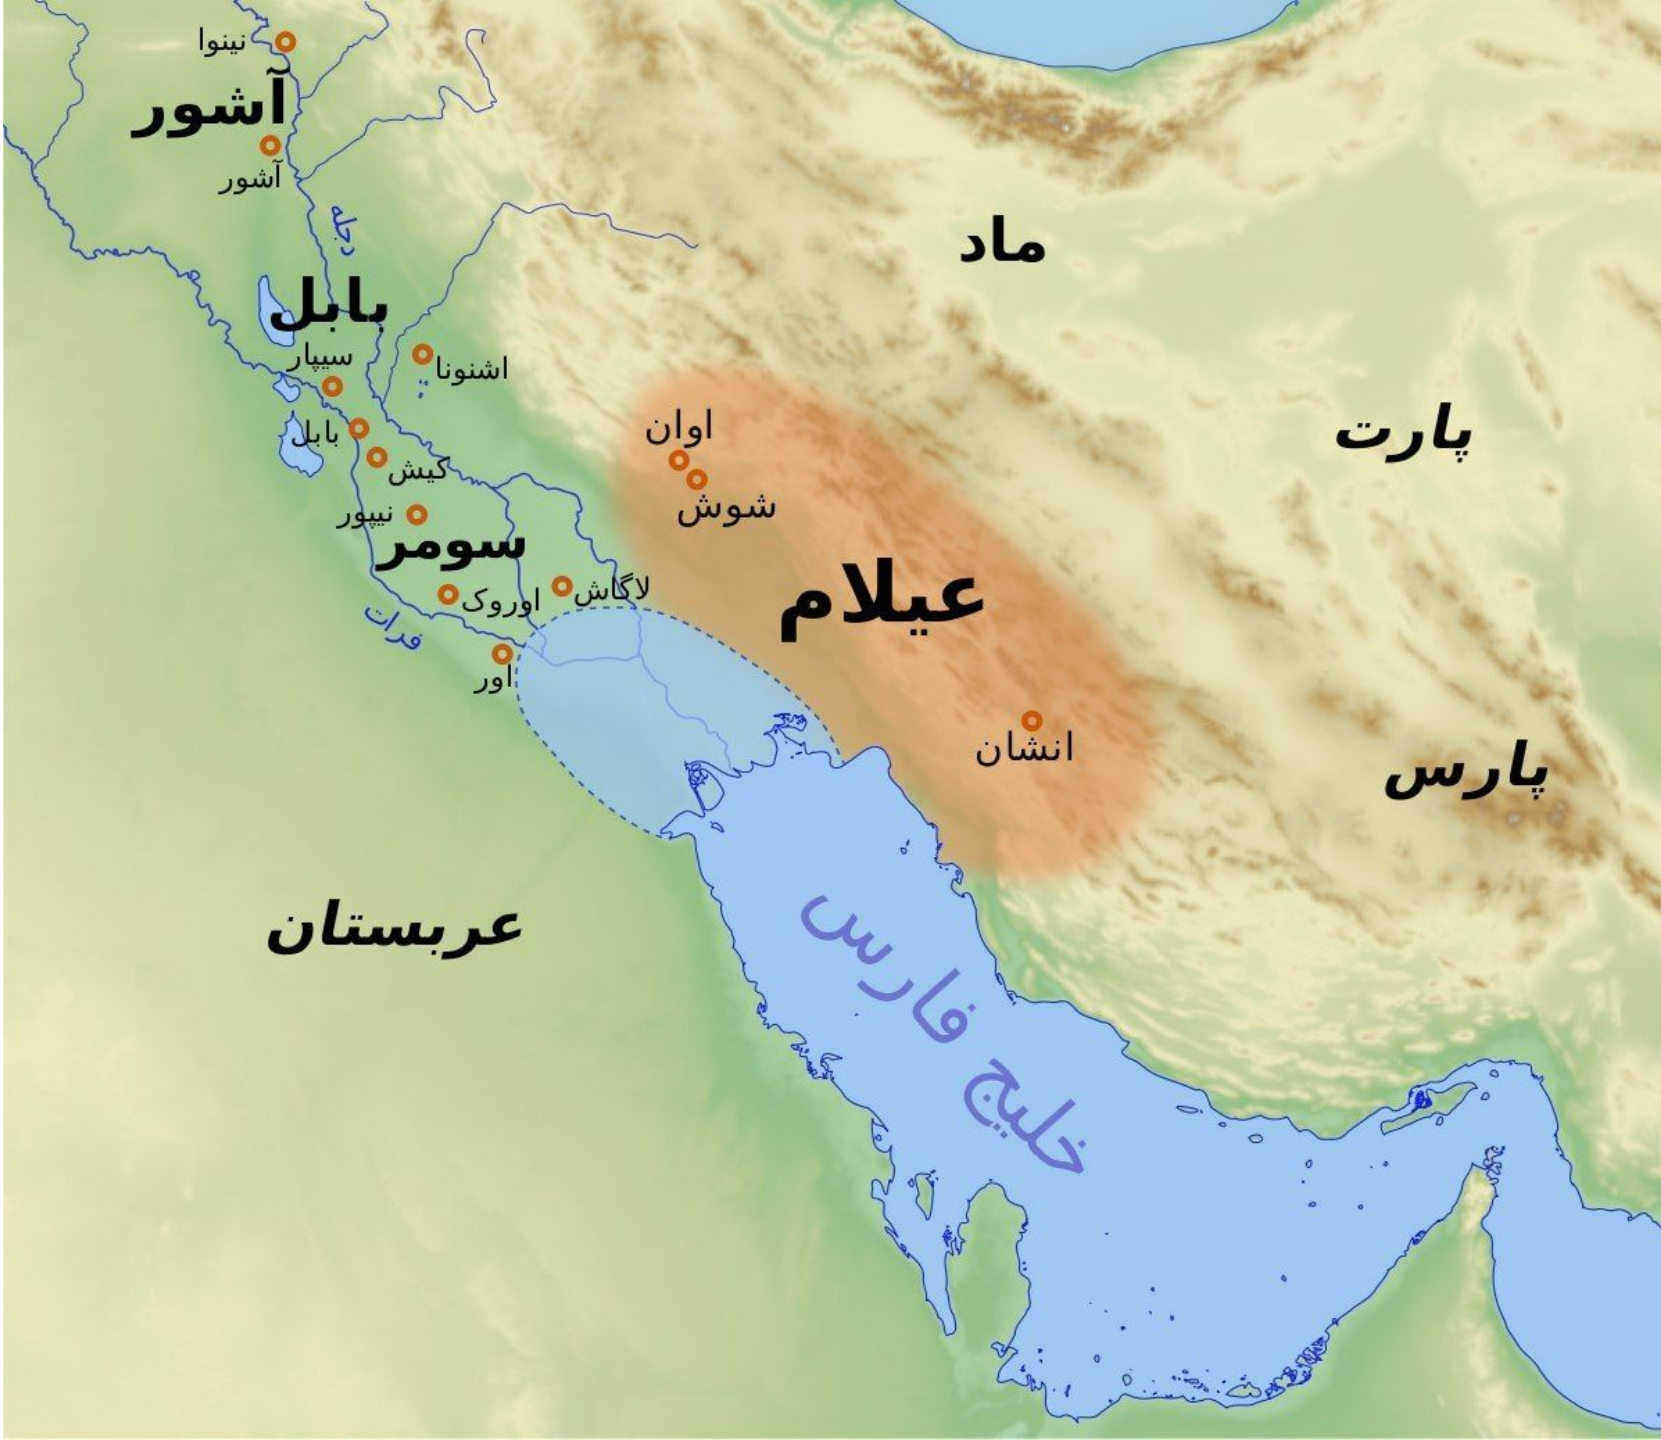 نینوا
آشور
آشور
دجله
ماد
بابل
سیپار
اشنونا
بابل
کیش
نیپور
سومر
اوروک
لاگاش
فرات
اور
اوان
شوش
عیلام
انشان
پارت
پارس
عربستان
خلیج فارس